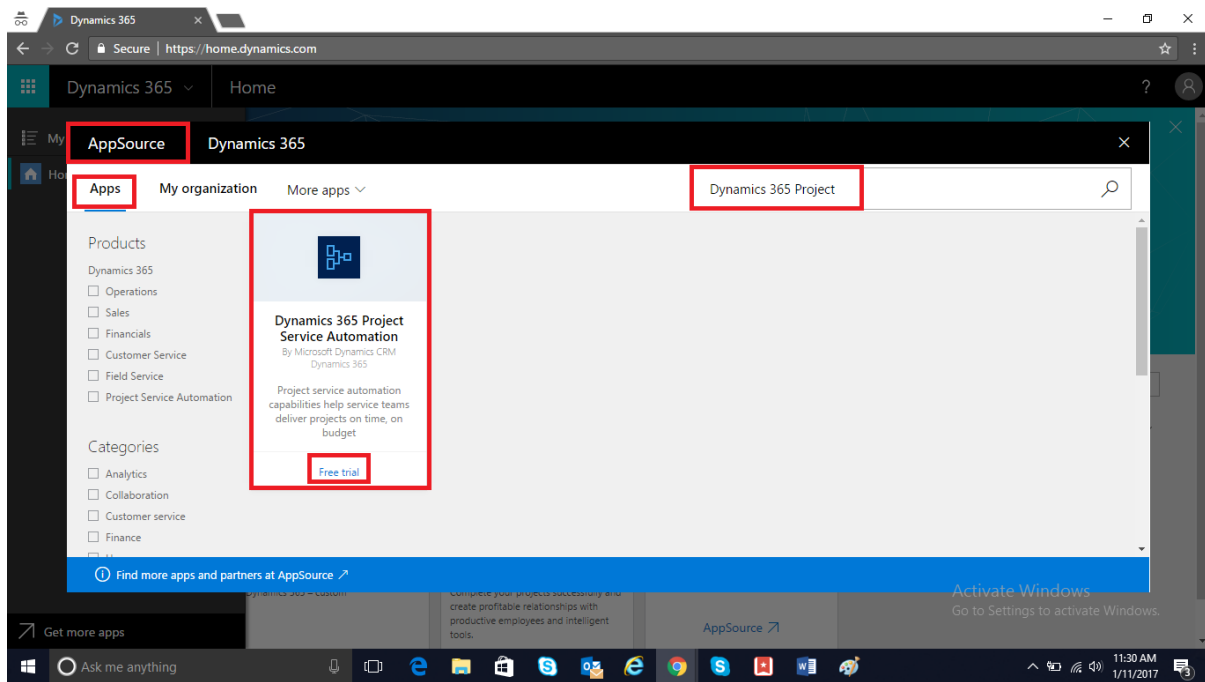 Dynamics 365
Secure | https://home.dynamics.com
Dynamics 365 Home ?
My
Home
AppSource Dynamics 365
Apps My organization More apps Dynamics 365 Project
Products
Dynamics 365
Operations
Sales
Financials
Customer Service
Field Service
Project Service Automation
Categories
Analytics
Collaboration
Customer service
Finance
Dynamics 365 Project
Service Automation
By Microsoft Dynamics CRM
Dynamics 365
Project service automation
capabilities help service teams
deliver projects on time, on
budget
Free trial
Find more apps and partners at AppSource
Dynamics 365 – custom
Complete your projects successfully and
create profitable relationships with
productive employees and intelligent
tools.
AppSource
Activate Windows
Go to Settings to activate Windows.
Get more apps
Ask me anything
11:30 AM
1/11/2017
3